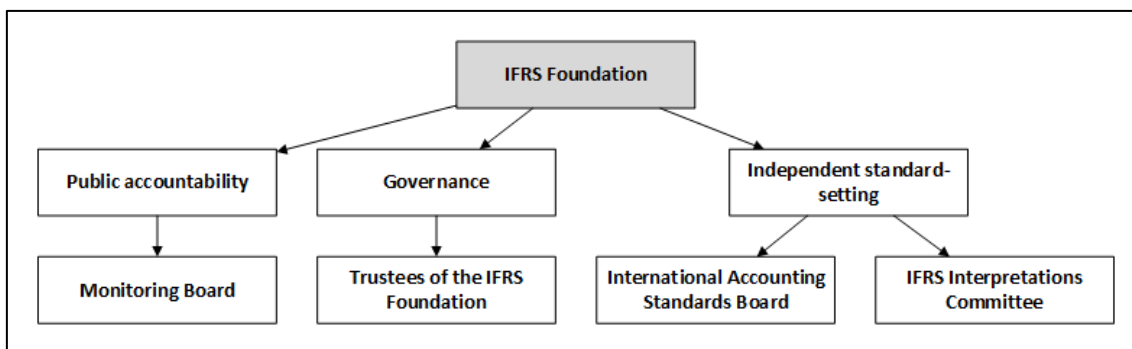 IFRS Foundation
Public accountability
Governance
Independent standard-
setting
Monitoring Board
Trustees of the IFRS
Foundation
International Accounting
Standards Board
IFRS Interpretations
Committee